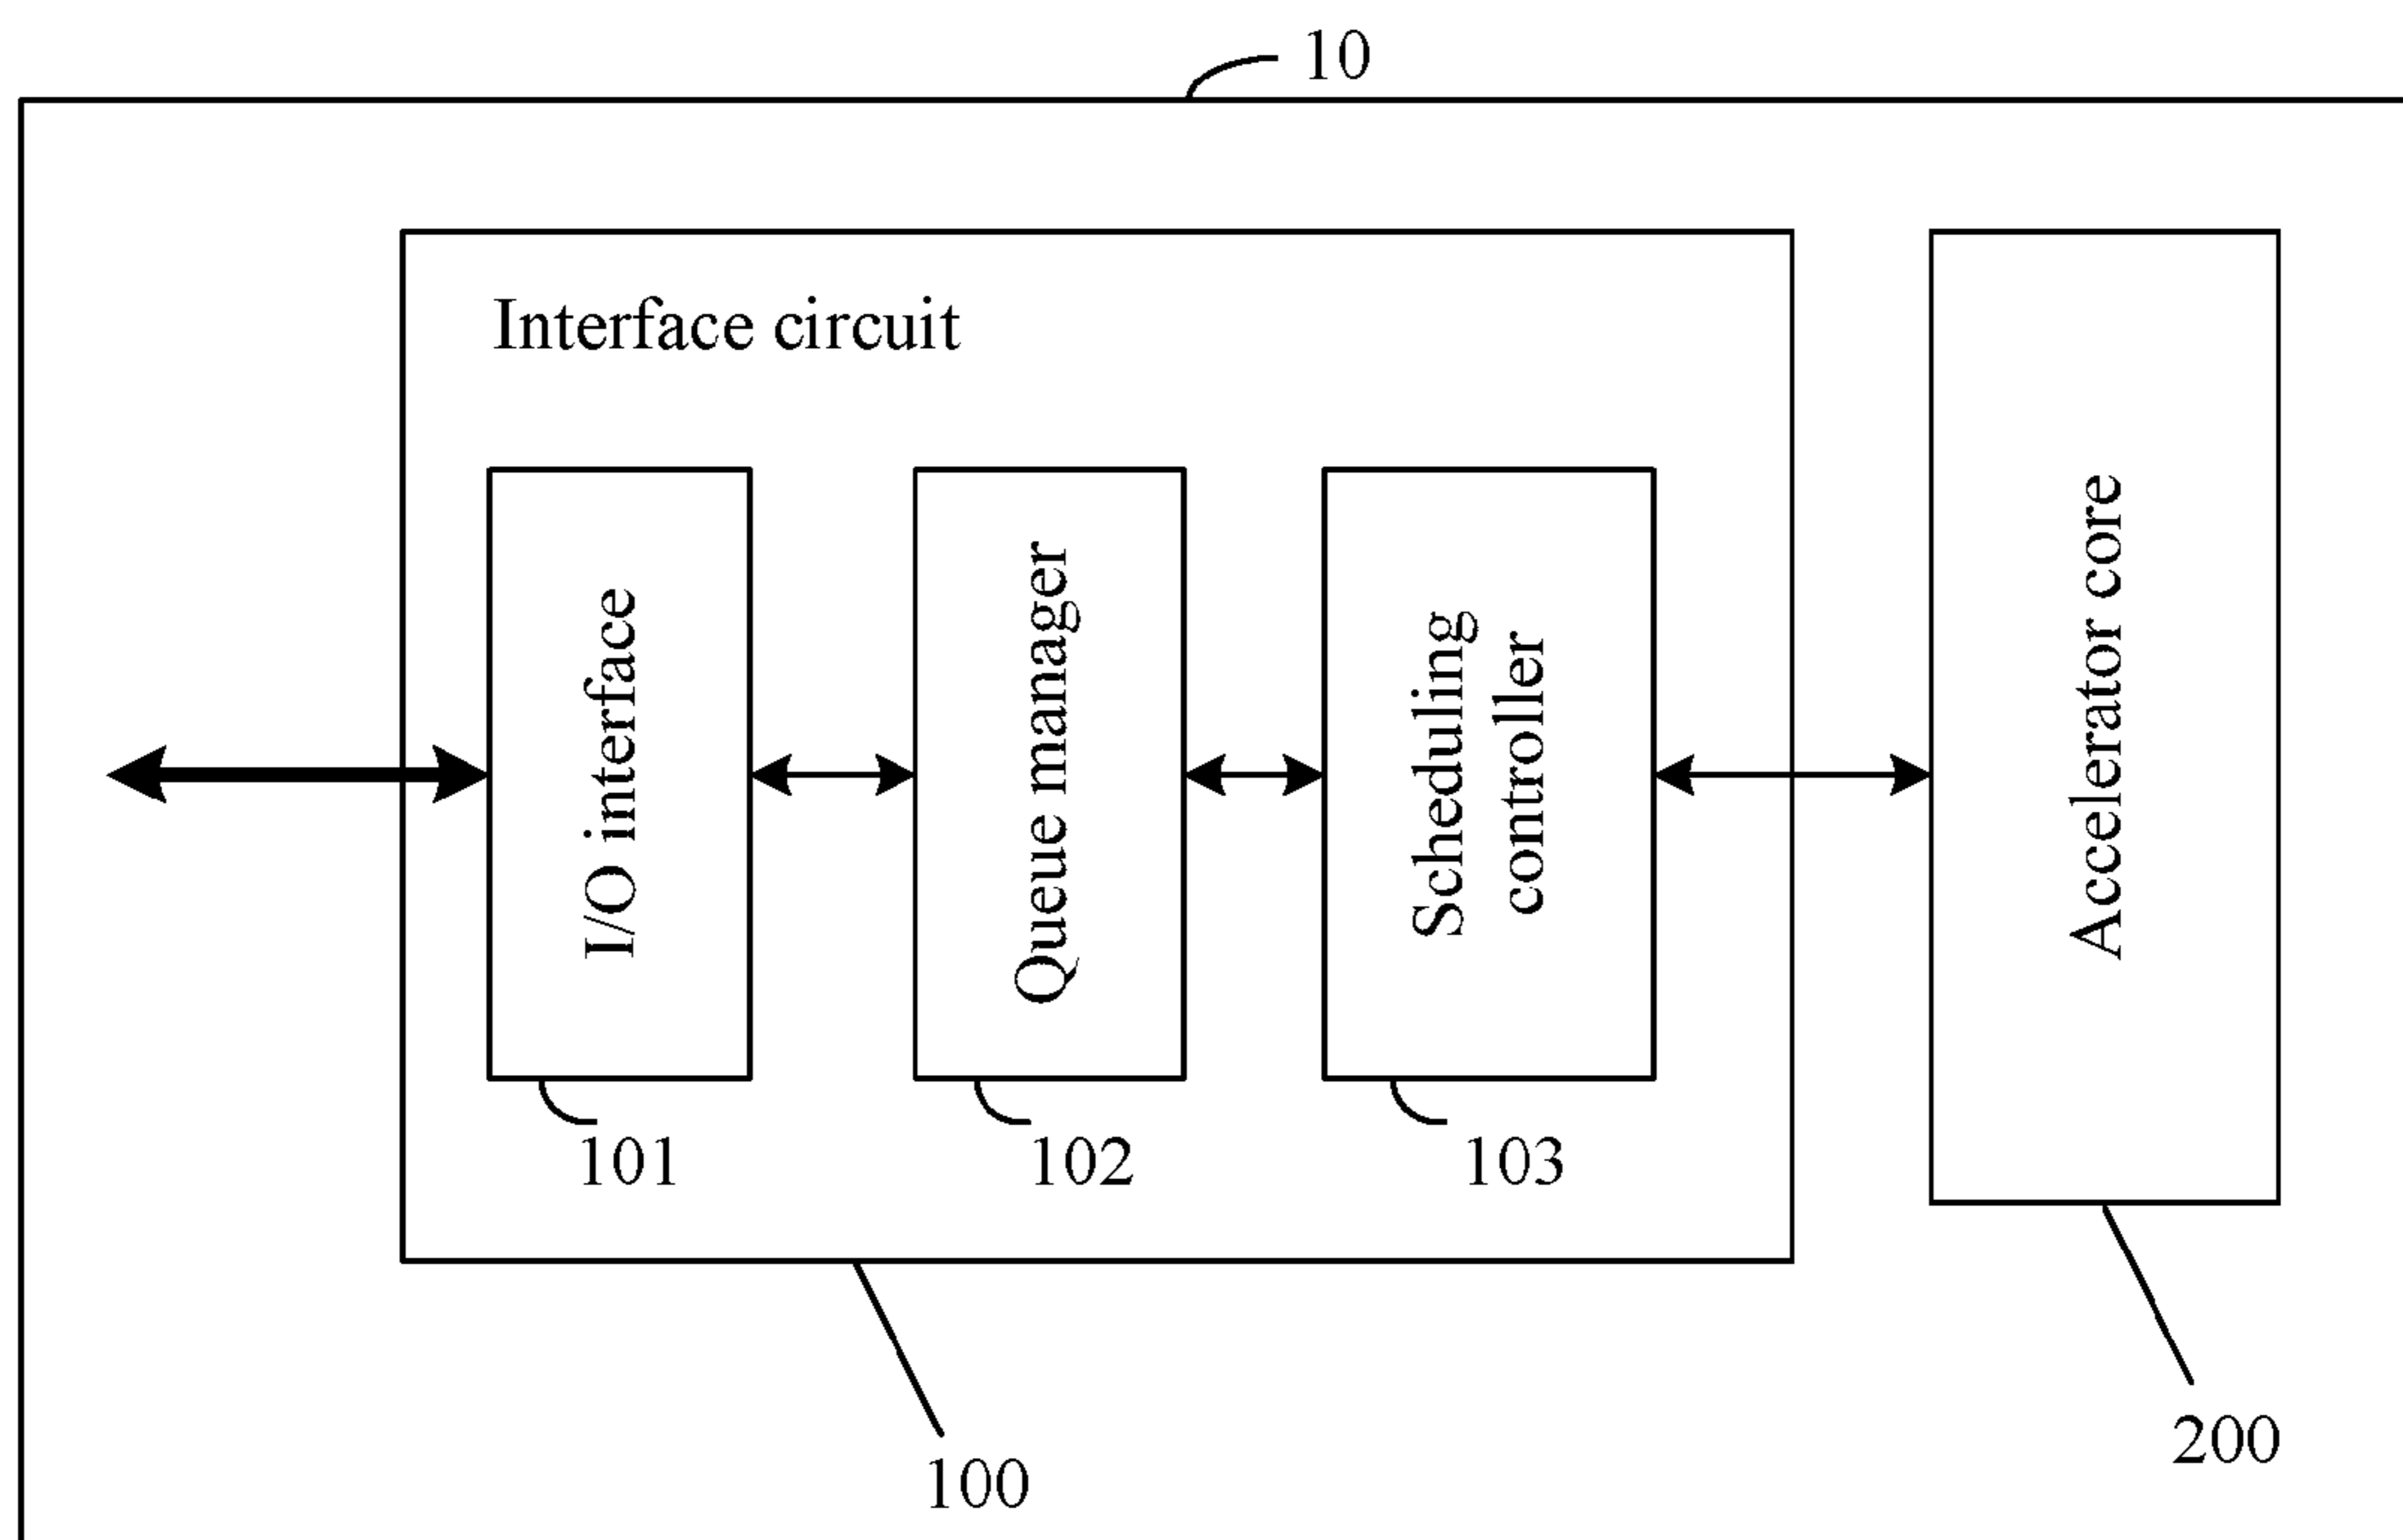 10
Interface circuit
I/O interface
Queue manager
Scheduling
controller
Accelerator core
101
102
103
100
200